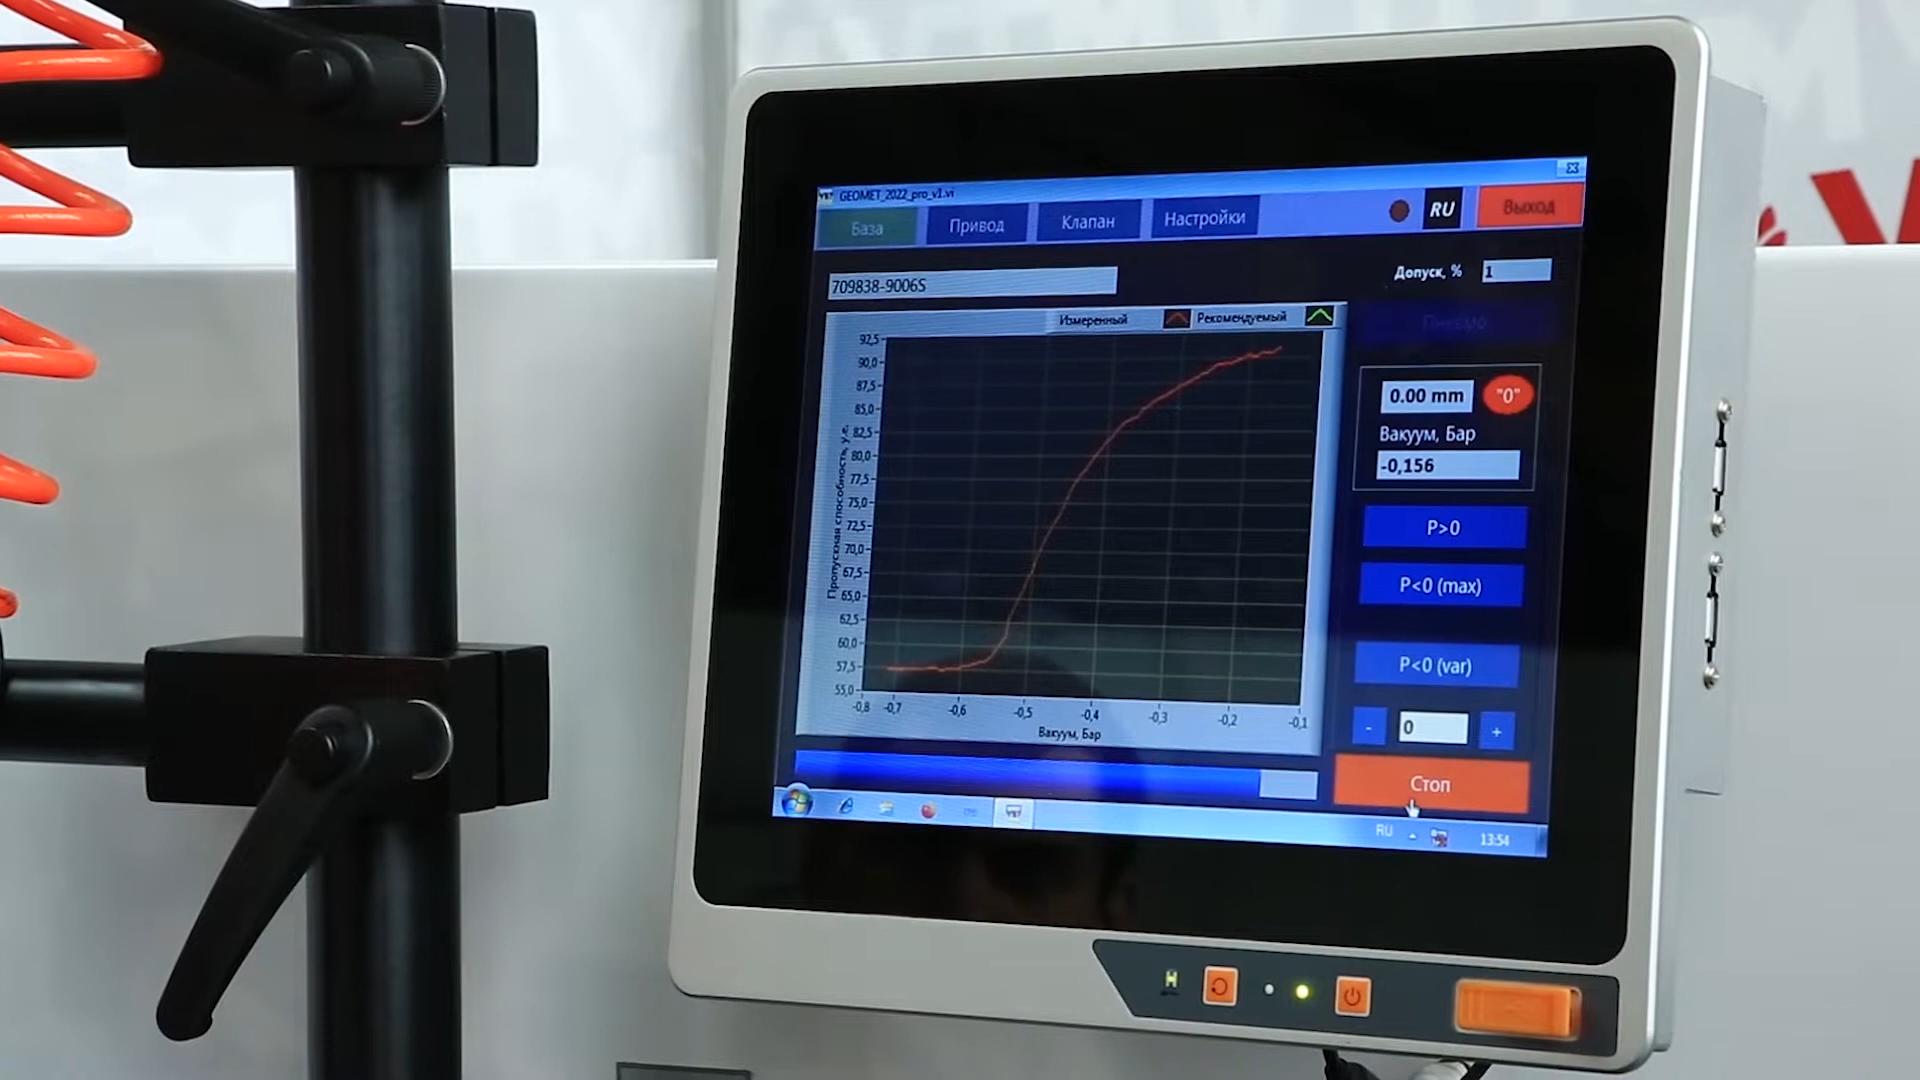 GEOMET_2022_pro_v1.vi
База Привод Клапан Настройки RU Выход
709838-9006S
Допуск, % 1
Измеренный Рекомендуемый
Пневмо
92,5
90,0
87,5
85,0
82,5
80,0
77,5
75,0
72,5
70,0
67,5
65,0
62,5
60,0
57,5
55,0
Пропускная способность, у.е.
-0,8 -0,7 -0,6 -0,5 -0,4 -0,3 -0,2 -0,1
Вакуум, Бар
0.00 mm "0"
Вакуум, Бар
-0,156
P>0
P<0 (max)
P<0 (var)
- 0 +
Стоп
RU 13:54